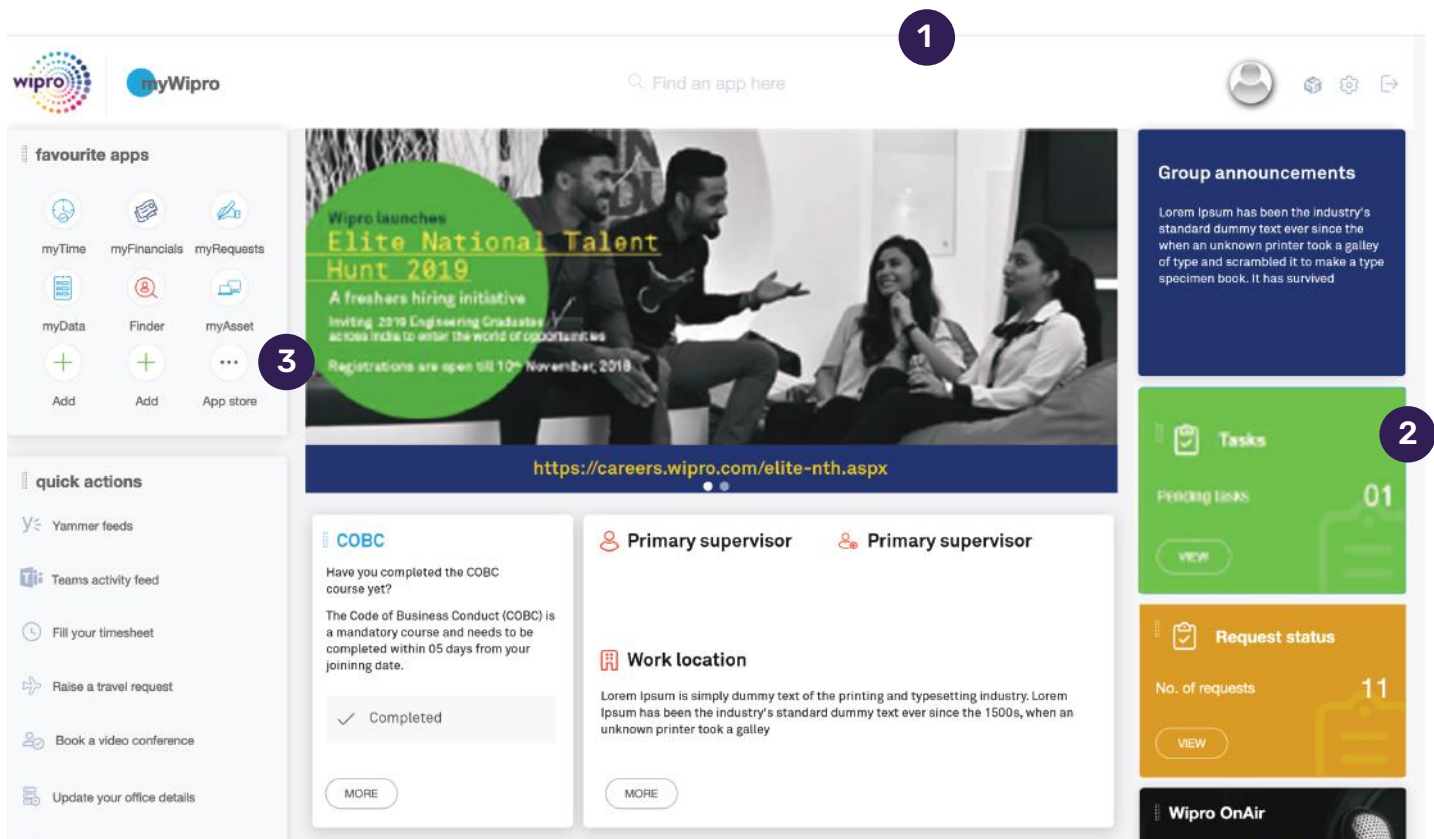 1
wipro
myWipro
Find an app here
favourite apps
myTime
myFinancials
myRequests
myData
Finder
myAsset
3
Add
Add
App store
quick actions
Yammer feeds
Teams activity feed
Fill your timesheet
Raise a travel request
Book a video conference
Update your office details
Wipro launches
Elite National Talent
Hunt 2019
A freshers hiring initiative
Inviting 2019 Engineering Graduates
across India to enter the world of opportunities
Registrations are open till 10th November, 2018
https://careers.wipro.com/elite-nth.aspx
COBC
Have you completed the COBC
course yet?
The Code of Business Conduct (COBC) is
a mandatory course and needs to be
completed within 05 days from your
joininng date.
Completed
MORE
Primary supervisor
Primary supervisor
Work location
Lorem Ipsum is simply dummy text of the printing and typesetting industry. Lorem
Ipsum has been the industry's standard dummy text ever since the 1500s, when an
unknown printer took a galley
MORE
Group announcements
Lorem Ipsum has been the industry's
standard dummy text ever since the
when an unknown printer took a galley
of type and scrambled it to make a type
specimen book. It has survived
2
Tasks
Pending tasks
01
VIEW
Request status
No. of requests
11
VIEW
Wipro OnAir